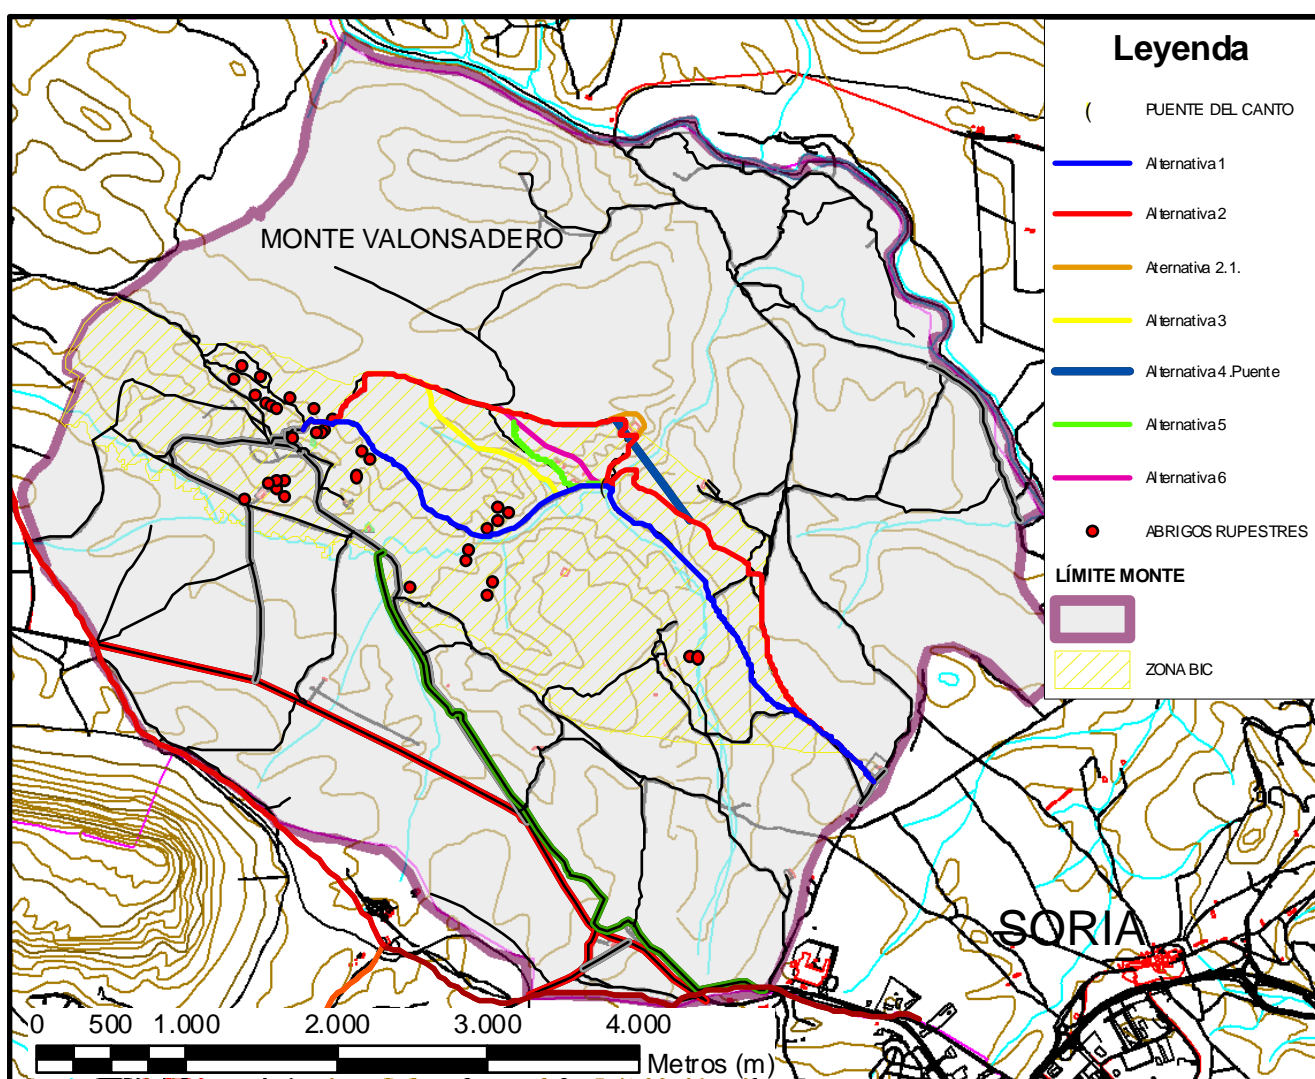 Leyenda
PUENTE DEL CANTO
Alternativa 1
Alternativa 2
Aternativa 2.1.
Alternativa 3
Alternativa 4.Puente
Alternativa 5
Alternativa 6
ABRIGOS RUPESTRES
LÍMITE MONTE
ZONA BIC
MONTE VALONSADERO
SORIA
0 500 1.000 2.000 3.000 4.000
Metros (m)